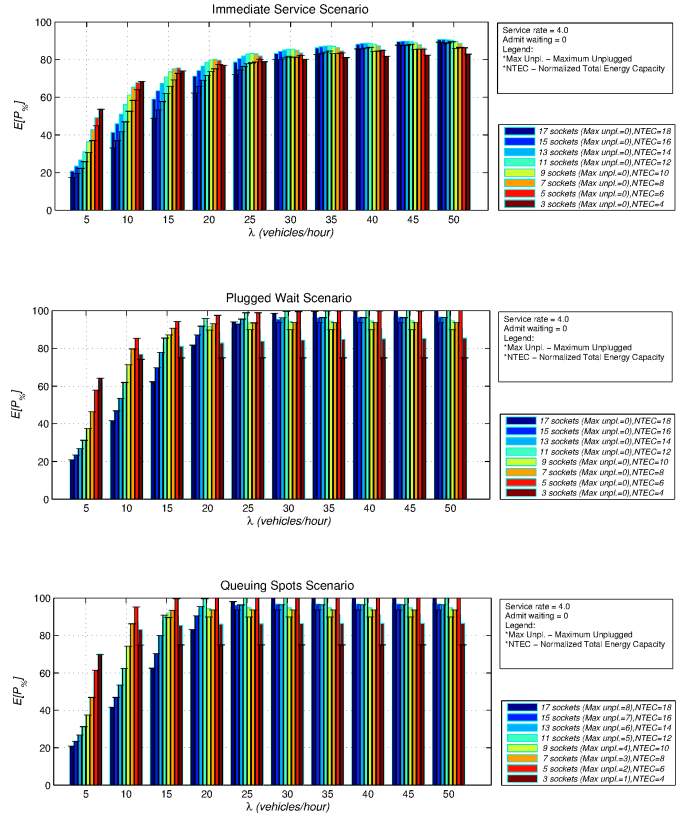 Immediate Service Scenario
E[P%]
100
80
60
40
20
0
5 10 15 20 25 30 35 40 45 50
λ (vehicles/hour)
Service rate = 4.0
Admit waiting = 0
Legend:
*Max Unpl. − Maximum Unplugged
*NTEC − Normalized Total Energy Capacity
17 sockets (Max unpl.=0),NTEC=18
15 sockets (Max unpl.=0),NTEC=16
13 sockets (Max unpl.=0),NTEC=14
11 sockets (Max unpl.=0),NTEC=12
9 sockets (Max unpl.=0),NTEC=10
7 sockets (Max unpl.=0),NTEC=8
5 sockets (Max unpl.=0),NTEC=6
3 sockets (Max unpl.=0),NTEC=4
Plugged Wait Scenario
E[P%]
100
80
60
40
20
0
5 10 15 20 25 30 35 40 45 50
λ (vehicles/hour)
Service rate = 4.0
Admit waiting = 0
Legend:
*Max Unpl. − Maximum Unplugged
*NTEC − Normalized Total Energy Capacity
17 sockets (Max unpl.=0),NTEC=18
15 sockets (Max unpl.=0),NTEC=16
13 sockets (Max unpl.=0),NTEC=14
11 sockets (Max unpl.=0),NTEC=12
9 sockets (Max unpl.=0),NTEC=10
7 sockets (Max unpl.=0),NTEC=8
5 sockets (Max unpl.=0),NTEC=6
3 sockets (Max unpl.=0),NTEC=4
Queuing Spots Scenario
E[P%]
100
80
60
40
20
0
5 10 15 20 25 30 35 40 45 50
λ (vehicles/hour)
Service rate = 4.0
Admit waiting = 0
Legend:
*Max Unpl. − Maximum Unplugged
*NTEC − Normalized Total Energy Capacity
17 sockets (Max unpl.=8),NTEC=18
15 sockets (Max unpl.=7),NTEC=16
13 sockets (Max unpl.=6),NTEC=14
11 sockets (Max unpl.=5),NTEC=12
9 sockets (Max unpl.=4),NTEC=10
7 sockets (Max unpl.=3),NTEC=8
5 sockets (Max unpl.=2),NTEC=6
3 sockets (Max unpl.=1),NTEC=4